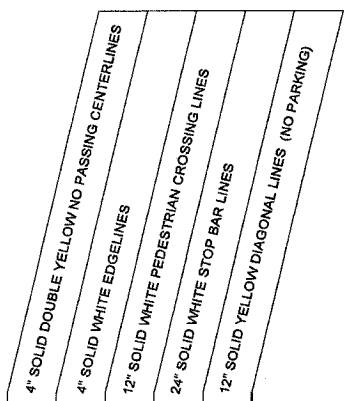 4" SOLID DOUBLE YELLOW NO PASSING CENTERLINES
4" SOLID WHITE EDGELINES
12" SOLID WHITE PEDESTRIAN CROSSING LINES
24" SOLID WHITE STOP BAR LINES
12" SOLID YELLOW DIAGONAL LINES (NO PARKING)